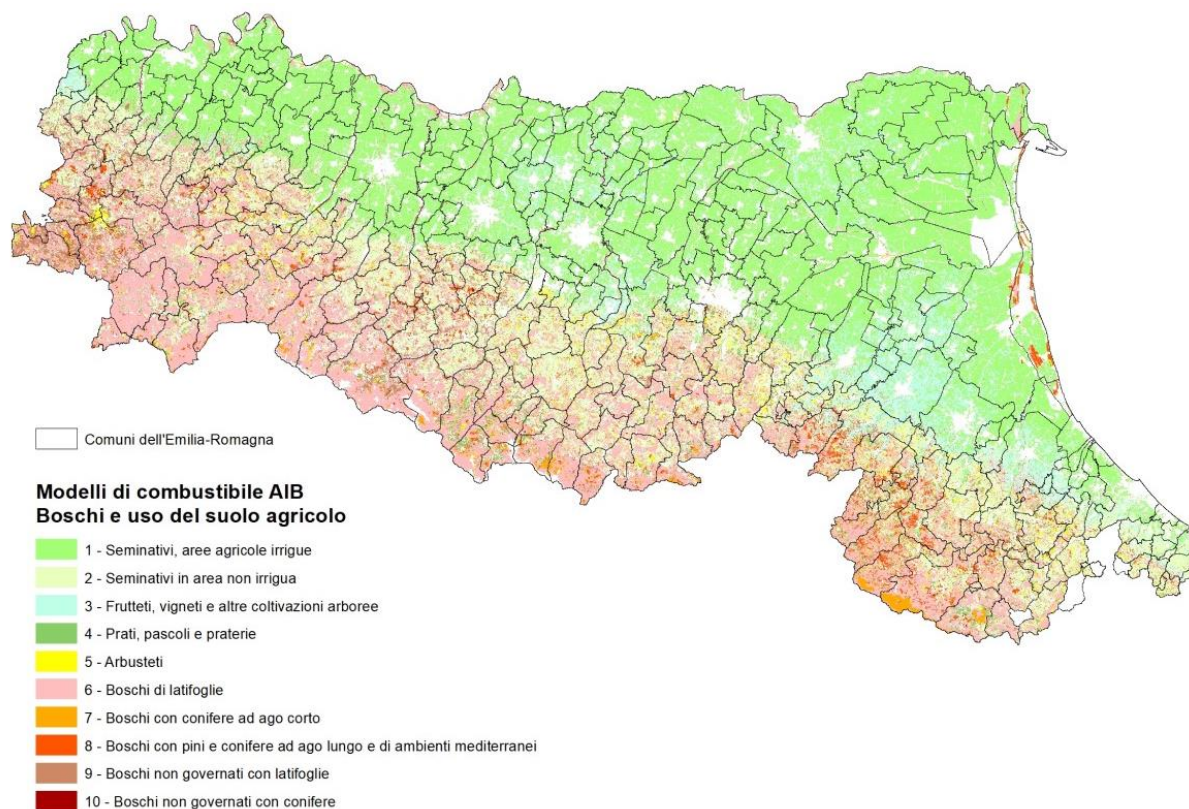 Comuni dell'Emilia-Romagna
Modelli di combustibile AIB
Boschi e uso del suolo agricolo
1 - Seminativi, aree agricole irrigue
2 - Seminativi in area non irrigua
3 - Frutteti, vigneti e altre coltivazioni arboree
4 - Prati, pascoli e praterie
5 - Arbusteti
6 - Boschi di latifoglie
7 - Boschi con conifere ad ago corto
8 - Boschi con pini e conifere ad ago lungo e di ambienti mediterranei
9 - Boschi non governati con latifoglie
10 - Boschi non governati con conifere